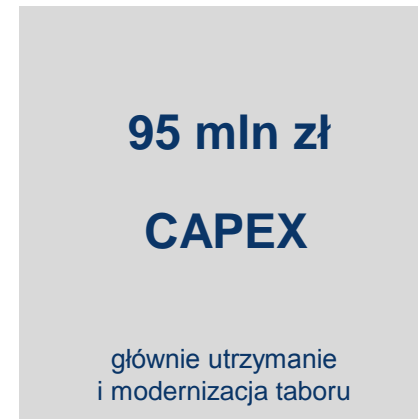 95 mln zł
CAPEX
głównie utrzymanie
i modernizacja taboru